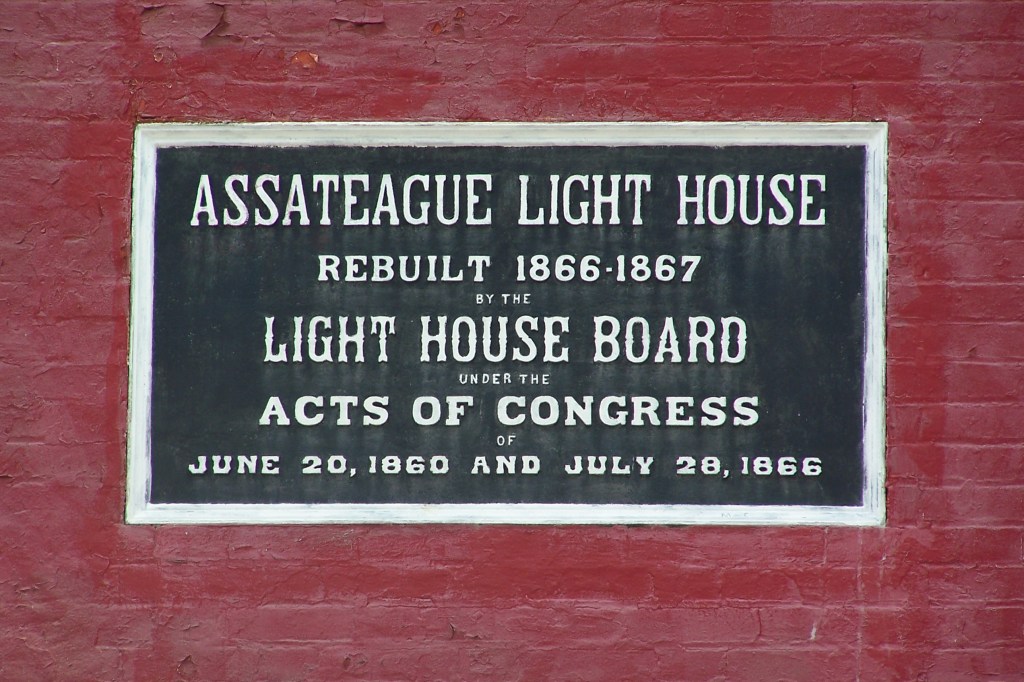 ASSATEAGUE LIGHT HOUSE
REBUILT 1866-1867
BY THE
LIGHT HOUSE BOARD
UNDER THE
ACTS OF CONGRESS
OF
JUNE 20, 1860 AND JULY 28, 1866